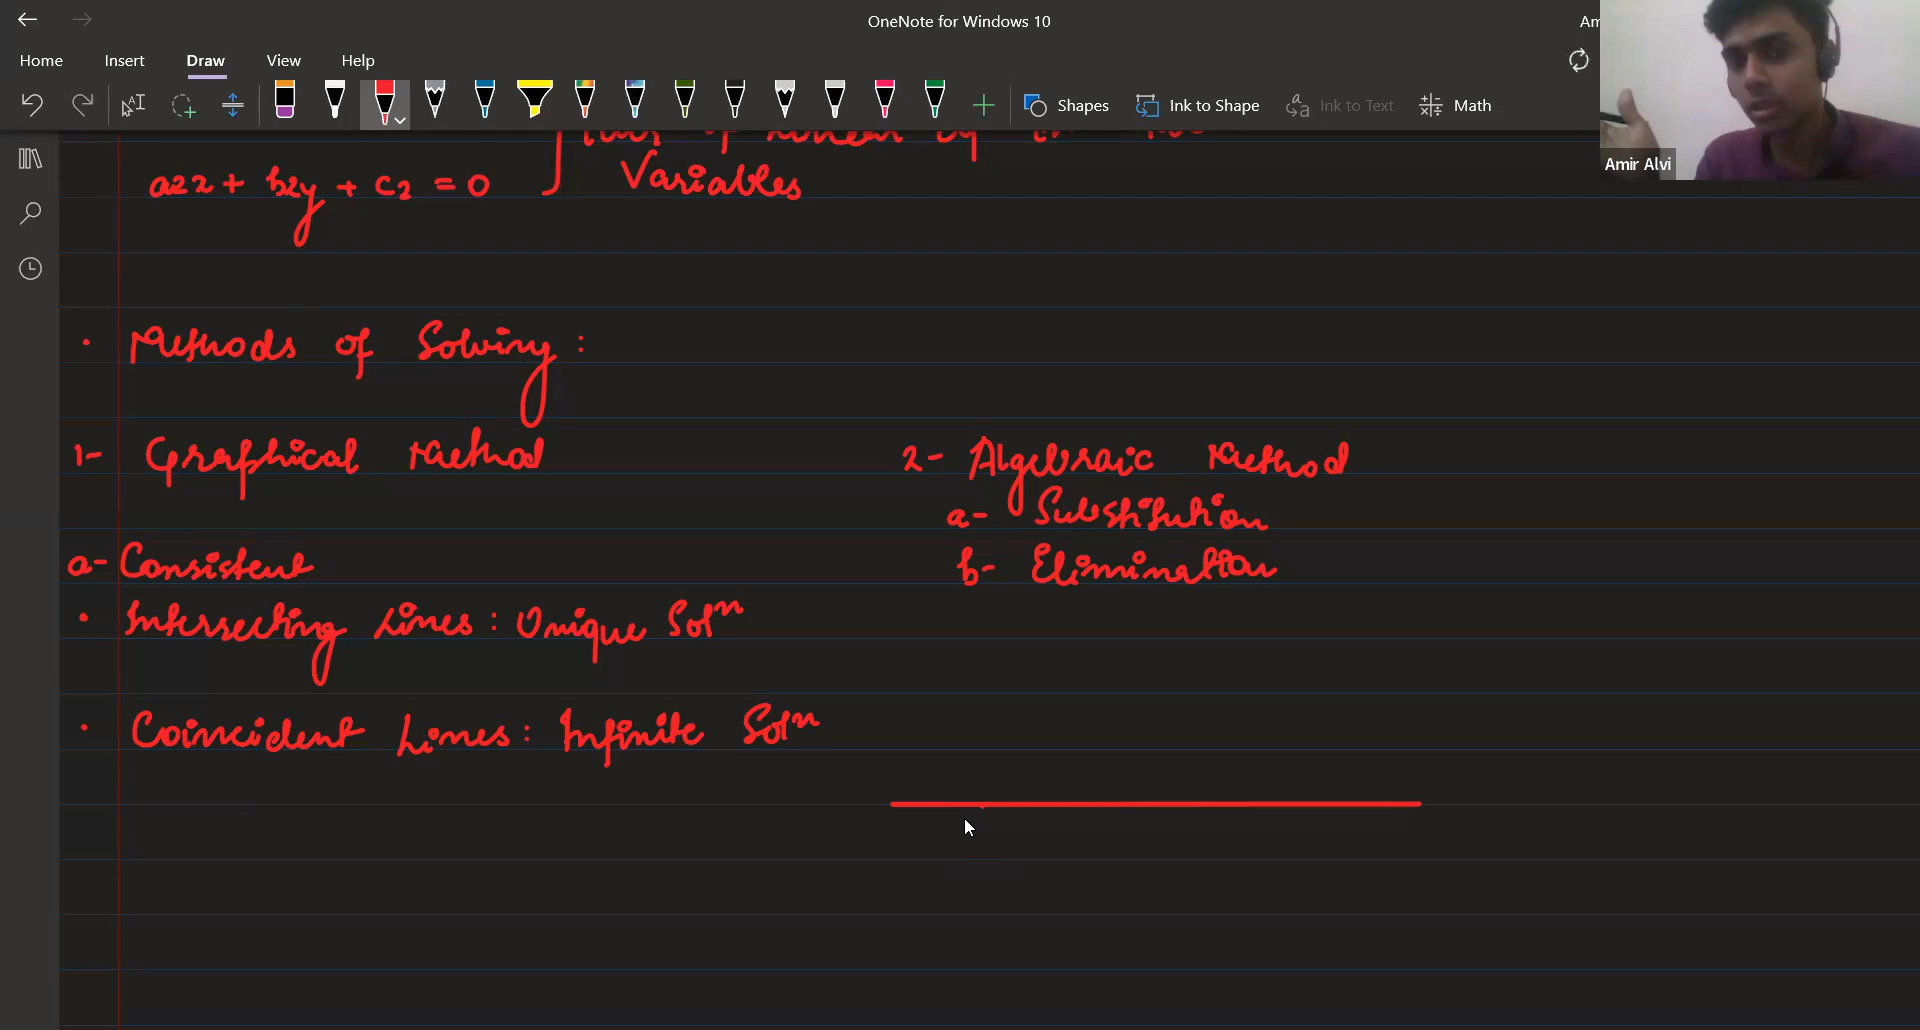 OneNote for Windows 10
Am
Home Insert Draw View Help
Shapes Ink to Shape Ink to Text Math
Amir Alvi
Variables
a2x + b2y + c2 = 0
• Methods of Solving :
1- Graphical Method
2- Algebraic Method
a- Substitution
b- Elimination
a- Consistent
• Intersecting Lines : Unique Solⁿ
• Coincident Lines : Infinite Solⁿ